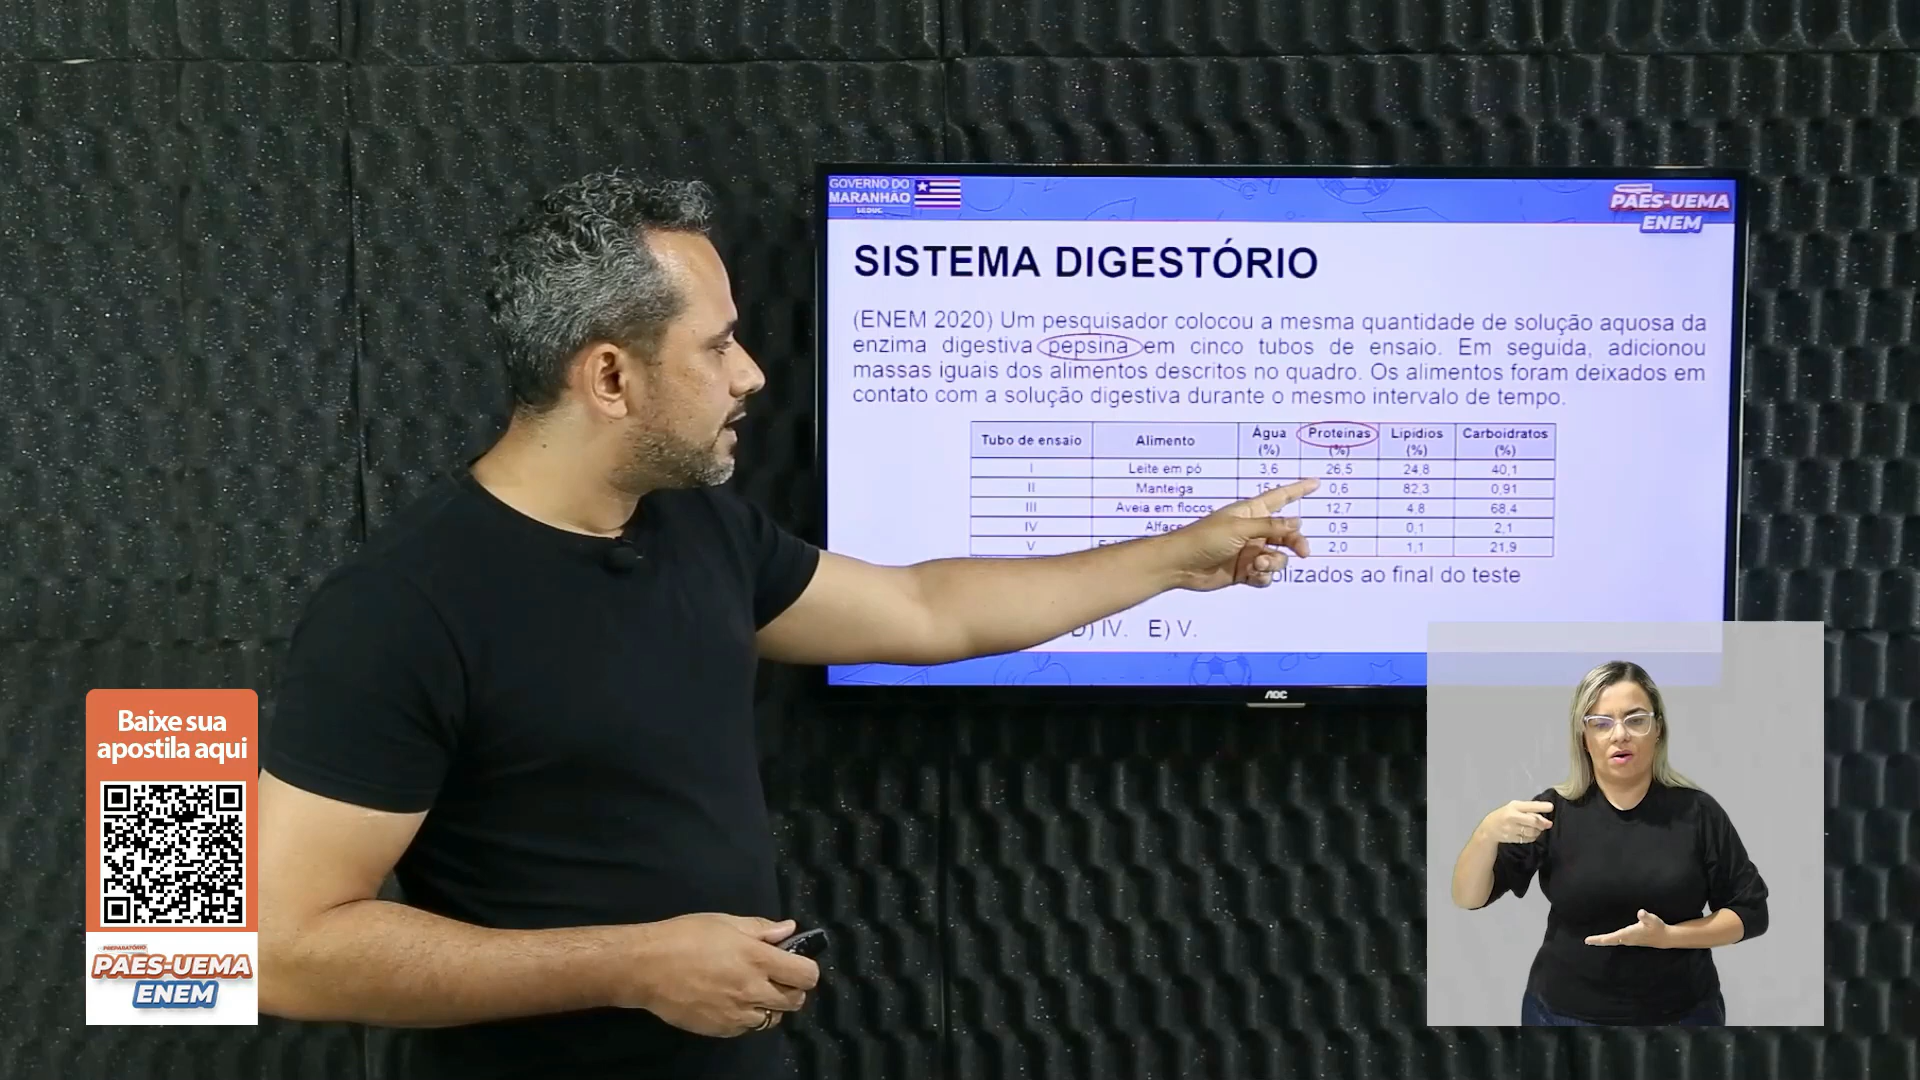 GOVERNO DO
MARANHÃO
SEDUC
PAES-UEMA
ENEM
SISTEMA DIGESTÓRIO
(ENEM 2020) Um pesquisador colocou a mesma quantidade de solução aquosa da
enzima digestiva pepsina em cinco tubos de ensaio. Em seguida, adicionou
massas iguais dos alimentos descritos no quadro. Os alimentos foram deixados em
contato com a solução digestiva durante o mesmo intervalo de tempo.
Tubo de ensaio Alimento Água (%) Proteínas (%) Lipídios (%) Carboidratos (%)
I Leite em pó 3,6 26,5 24,8 40,1
II Manteiga 0,6 82,3 0,91
III Aveia em flocos 12,7 4,8 68,4
IV Alface 0,9 0,1 2,1
V 2,0 1,1 21,9
ao final do teste
D) IV. E) V.
AOC
Baixe sua
apostila aqui
PREPARATÓRIO
PAES-UEMA
ENEM